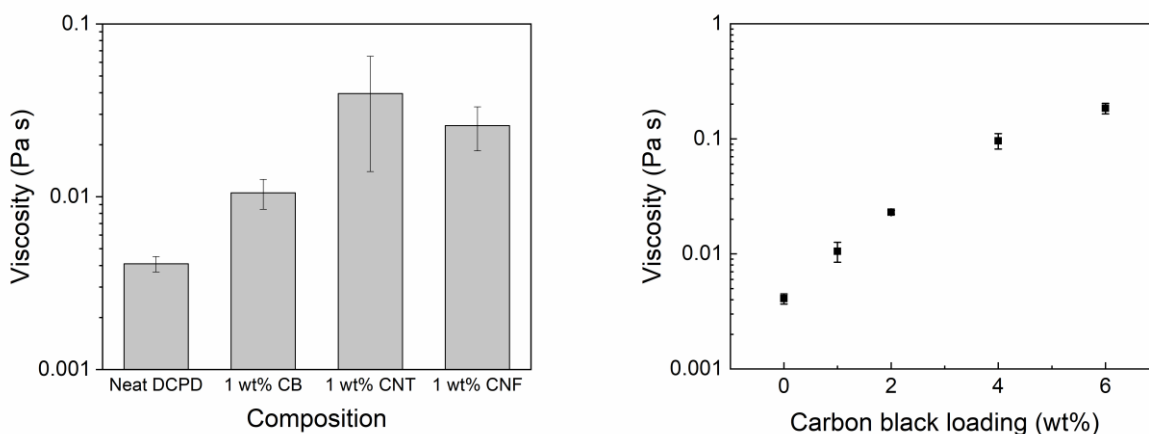 0.1
0.01
0.001
Viscosity (Pa s)
Neat DCPD 1 wt% CB 1 wt% CNT 1 wt% CNF
Composition
1
0.1
0.01
0.001
Viscosity (Pa s)
0 2 4 6
Carbon black loading (wt%)